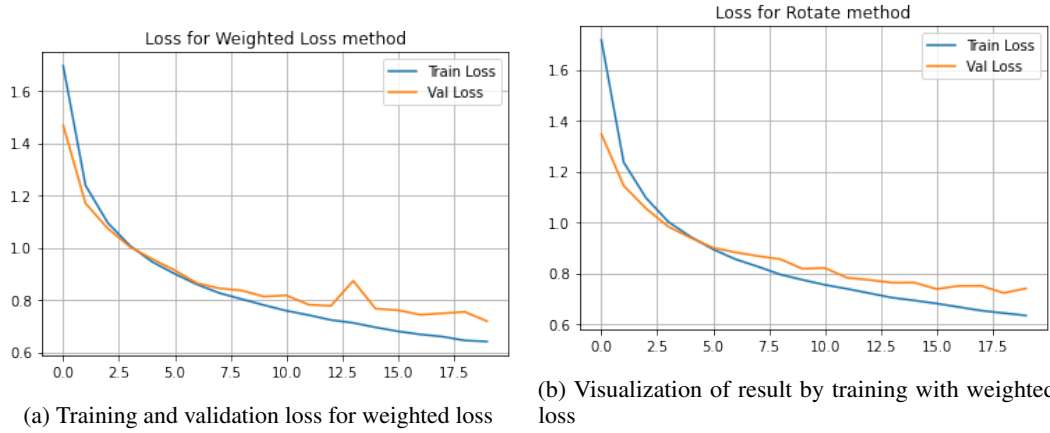 Loss for Weighted Loss method
Train Loss
Val Loss
1.6
1.4
1.2
1.0
0.8
0.6
0.0 2.5 5.0 7.5 10.0 12.5 15.0 17.5
(a) Training and validation loss for weighted loss
Loss for Rotate method
Train Loss
Val Loss
1.6
1.4
1.2
1.0
0.8
0.6
0.0 2.5 5.0 7.5 10.0 12.5 15.0 17.5
(b) Visualization of result by training with weighted
loss